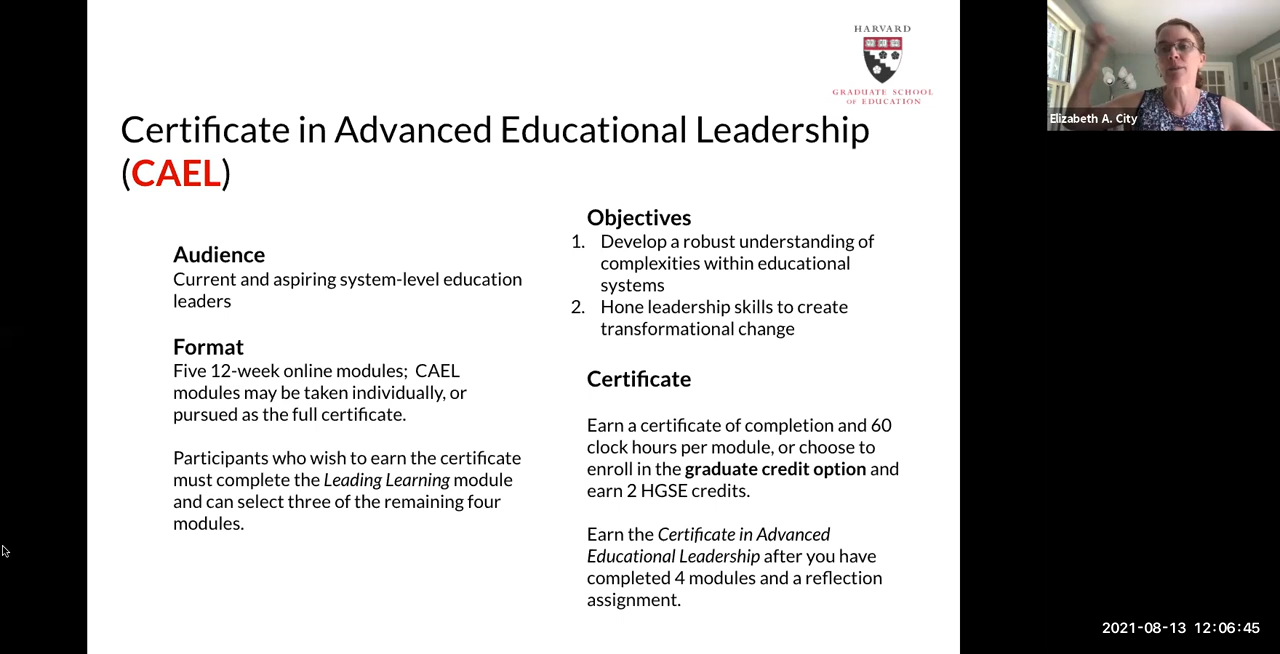 HARVARD
GRADUATE SCHOOL
OF EDUCATION
Elizabeth A. City
Certificate in Advanced Educational Leadership
(CAEL)
Audience
Current and aspiring system-level education
leaders
Format
Five 12-week online modules;  CAEL
modules may be taken individually, or
pursued as the full certificate.
Participants who wish to earn the certificate
must complete the Leading Learning module
and can select three of the remaining four
modules.
Objectives
1. Develop a robust understanding of
complexities within educational
systems
2. Hone leadership skills to create
transformational change
Certificate
Earn a certificate of completion and 60
clock hours per module, or choose to
enroll in the graduate credit option and
earn 2 HGSE credits.
Earn the Certificate in Advanced
Educational Leadership after you have
completed 4 modules and a reflection
assignment.
2021-08-13 12:06:45